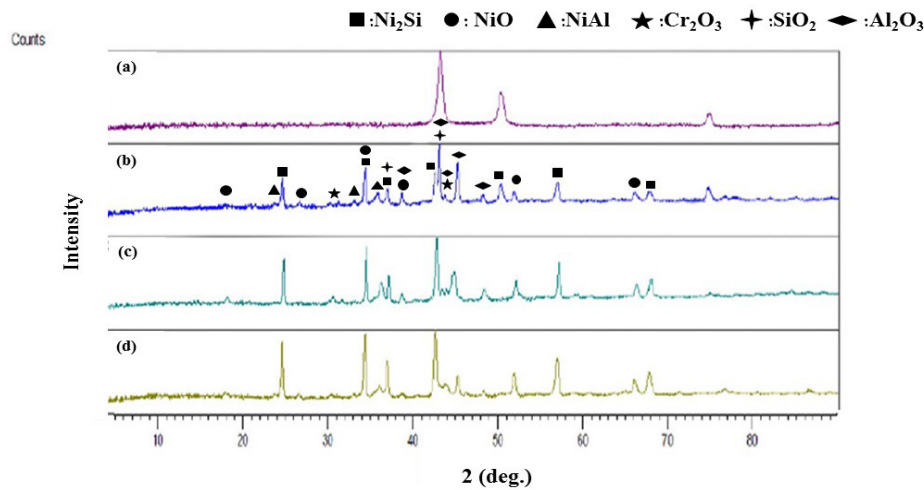 ■ :Ni₂Si ● : NiO ▲ :NiAl ★ :Cr₂O₃ ✦ :SiO₂ ◆ :Al₂O₃
Counts
(a)
(b)
(c)
(d)
Intensity
10 20 30 40 50 60 70 80
2 (deg.)